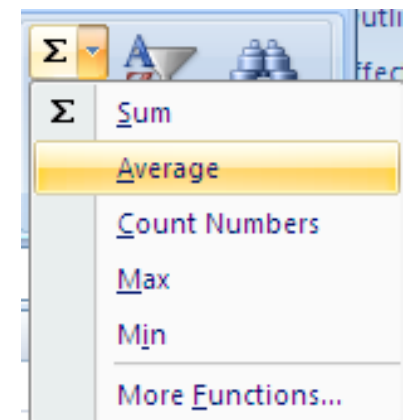 Σ
Σ Sum
Average
Count Numbers
Max
Min
More Functions...